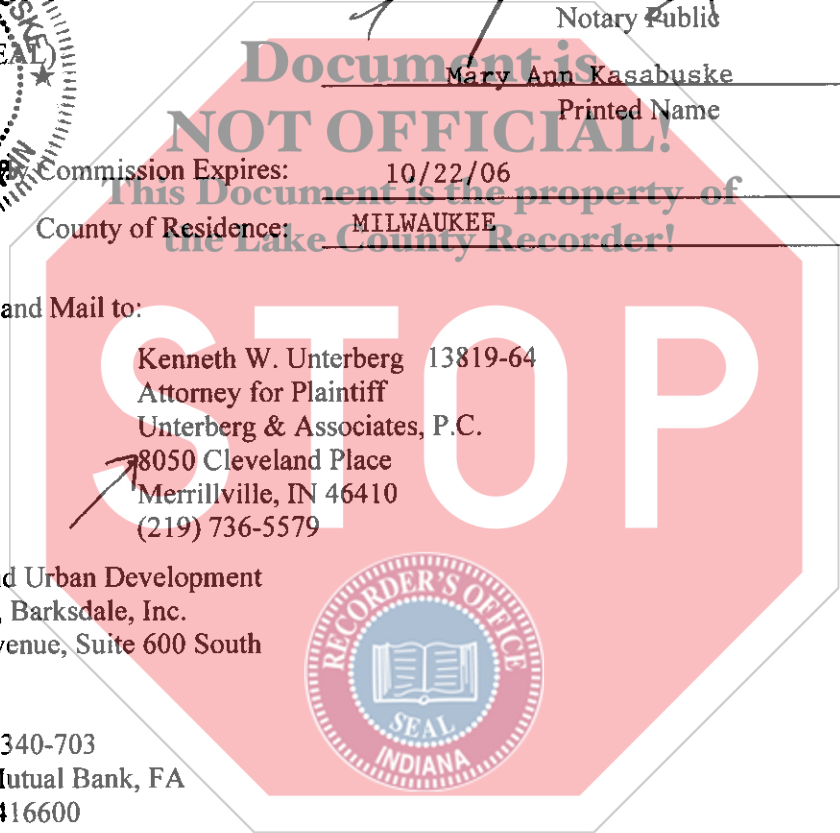 Notary Public
SKE
EAL)
Document is
Mary Ann Kasabuske
Printed Name
NOT OFFICIAL!
Commission Expires: 10/22/06
This Document is the property of
County of Residence: MILWAUKEE
the Lake County Recorder!
and Mail to:
STOP
Kenneth W. Unterberg 13819-64
Attorney for Plaintiff
Unterberg & Associates, P.C.
8050 Cleveland Place
Merrillville, IN 46410
(219) 736-5579
d Urban Development
, Barksdale, Inc.
venue, Suite 600 South
RECORDER'S OFFICE
SEAL
INDIANA
340-703
Mutual Bank, FA
416600